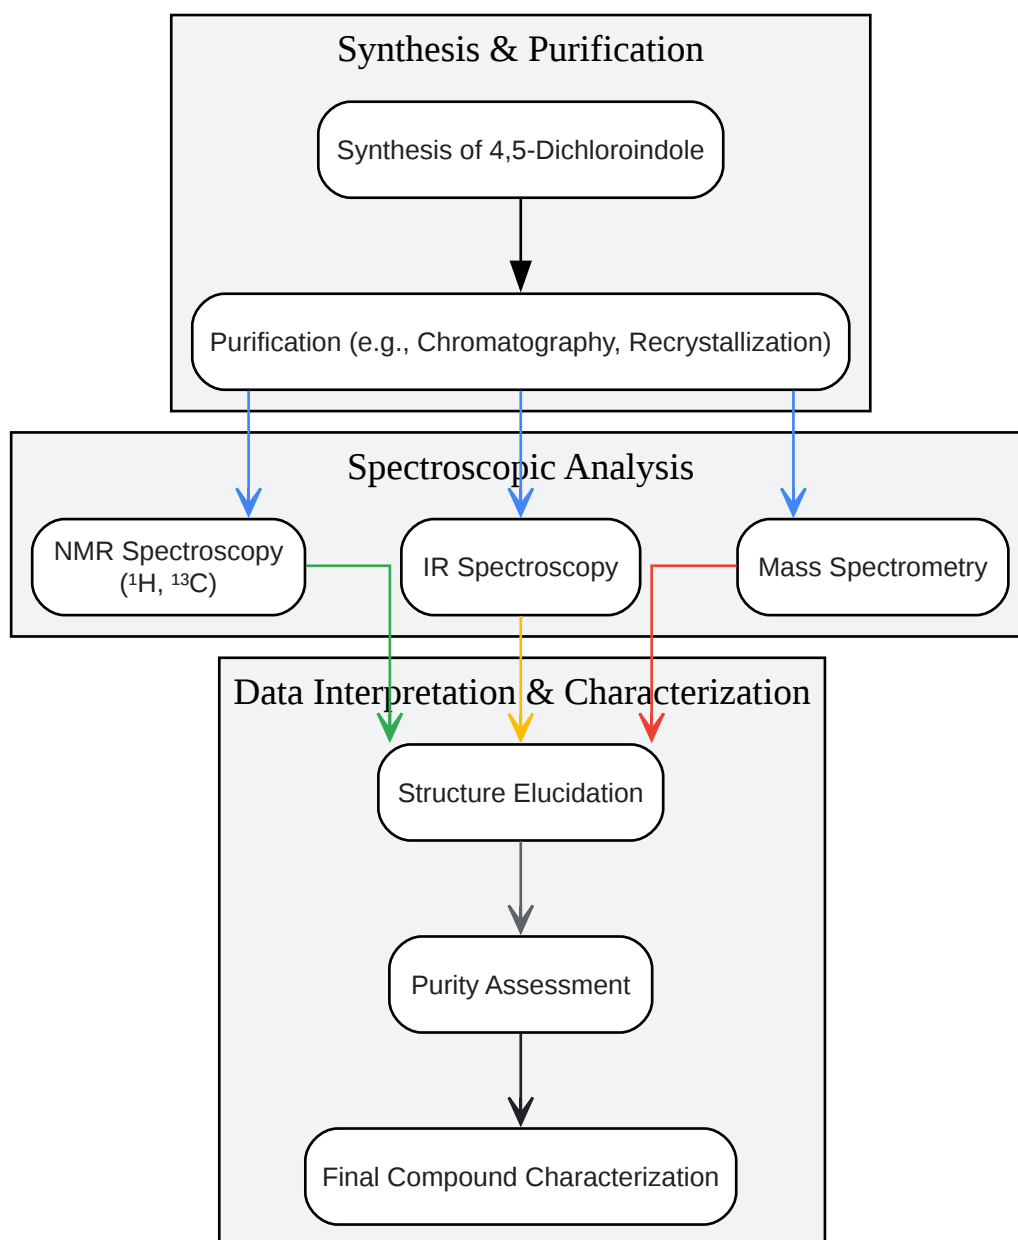 Synthesis & Purification
Synthesis of 4,5-Dichloroindole
Purification (e.g., Chromatography, Recrystallization)
Spectroscopic Analysis
NMR Spectroscopy
(¹H, ¹³C)
IR Spectroscopy
Mass Spectrometry
Data Interpretation & Characterization
Structure Elucidation
Purity Assessment
Final Compound Characterization